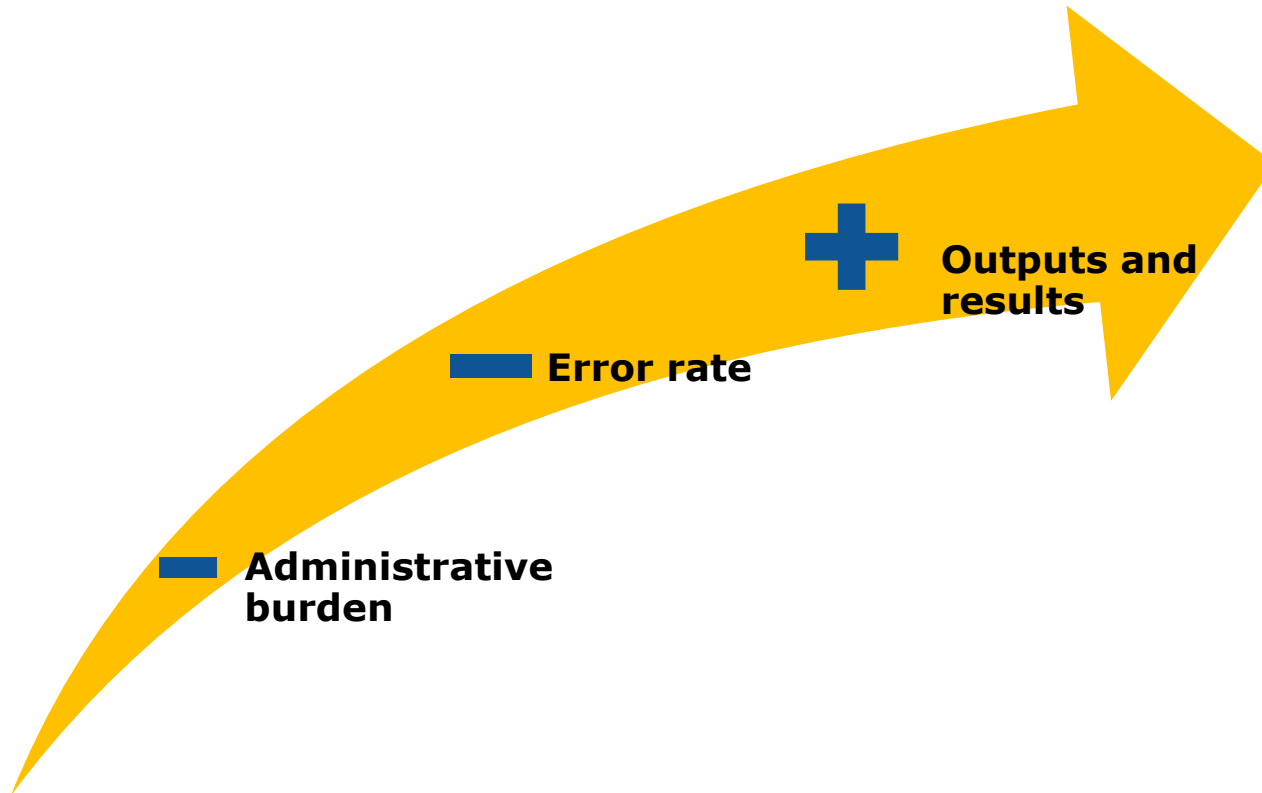 Outputs and
results
Error rate
Administrative
burden